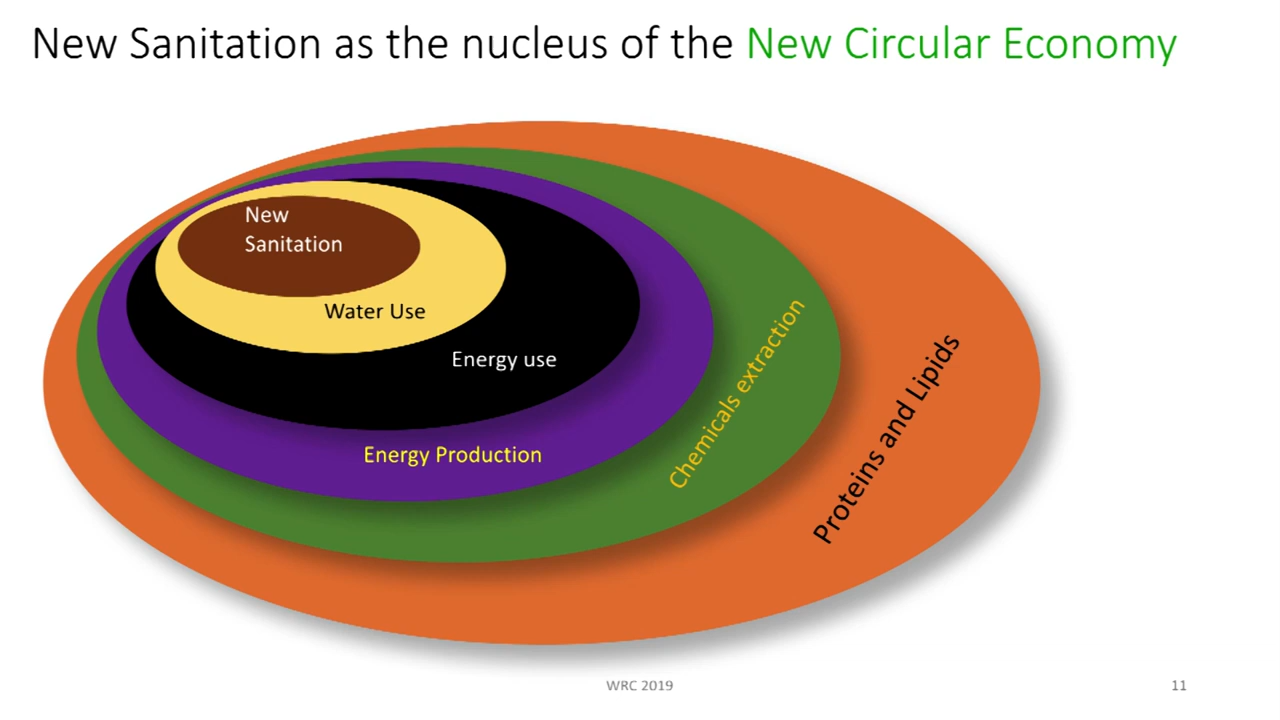 New Sanitation as the nucleus of the New Circular Economy
New
Sanitation
Water Use
Energy use
Energy Production
Chemicals extraction
Proteins and Lipids
WRC 2019
11